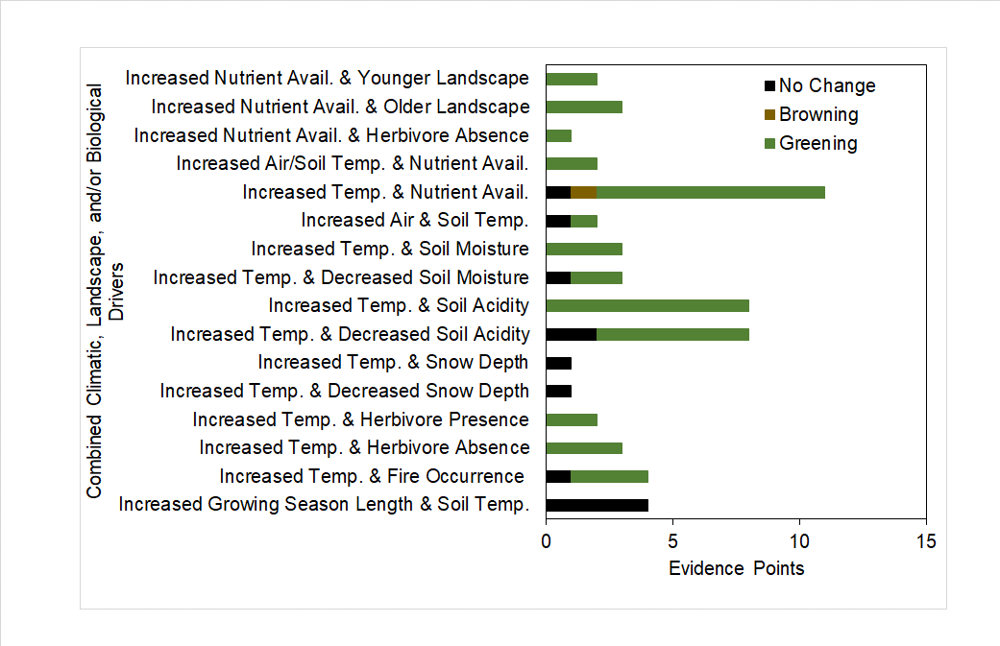 Combined Climatic, Landscape, and/or Biological
Drivers
Increased Nutrient Avail. & Younger Landscape
Increased Nutrient Avail. & Older Landscape
Increased Nutrient Avail. & Herbivore Absence
Increased Air/Soil Temp. & Nutrient Avail.
Increased Temp. & Nutrient Avail.
Increased Air & Soil Temp.
Increased Temp. & Soil Moisture
Increased Temp. & Decreased Soil Moisture
Increased Temp. & Soil Acidity
Increased Temp. & Decreased Soil Acidity
Increased Temp. & Snow Depth
Increased Temp. & Decreased Snow Depth
Increased Temp. & Herbivore Presence
Increased Temp. & Herbivore Absence
Increased Temp. & Fire Occurrence
Increased Growing Season Length & Soil Temp.
No Change
Browning
Greening
0 5 10 15
Evidence Points